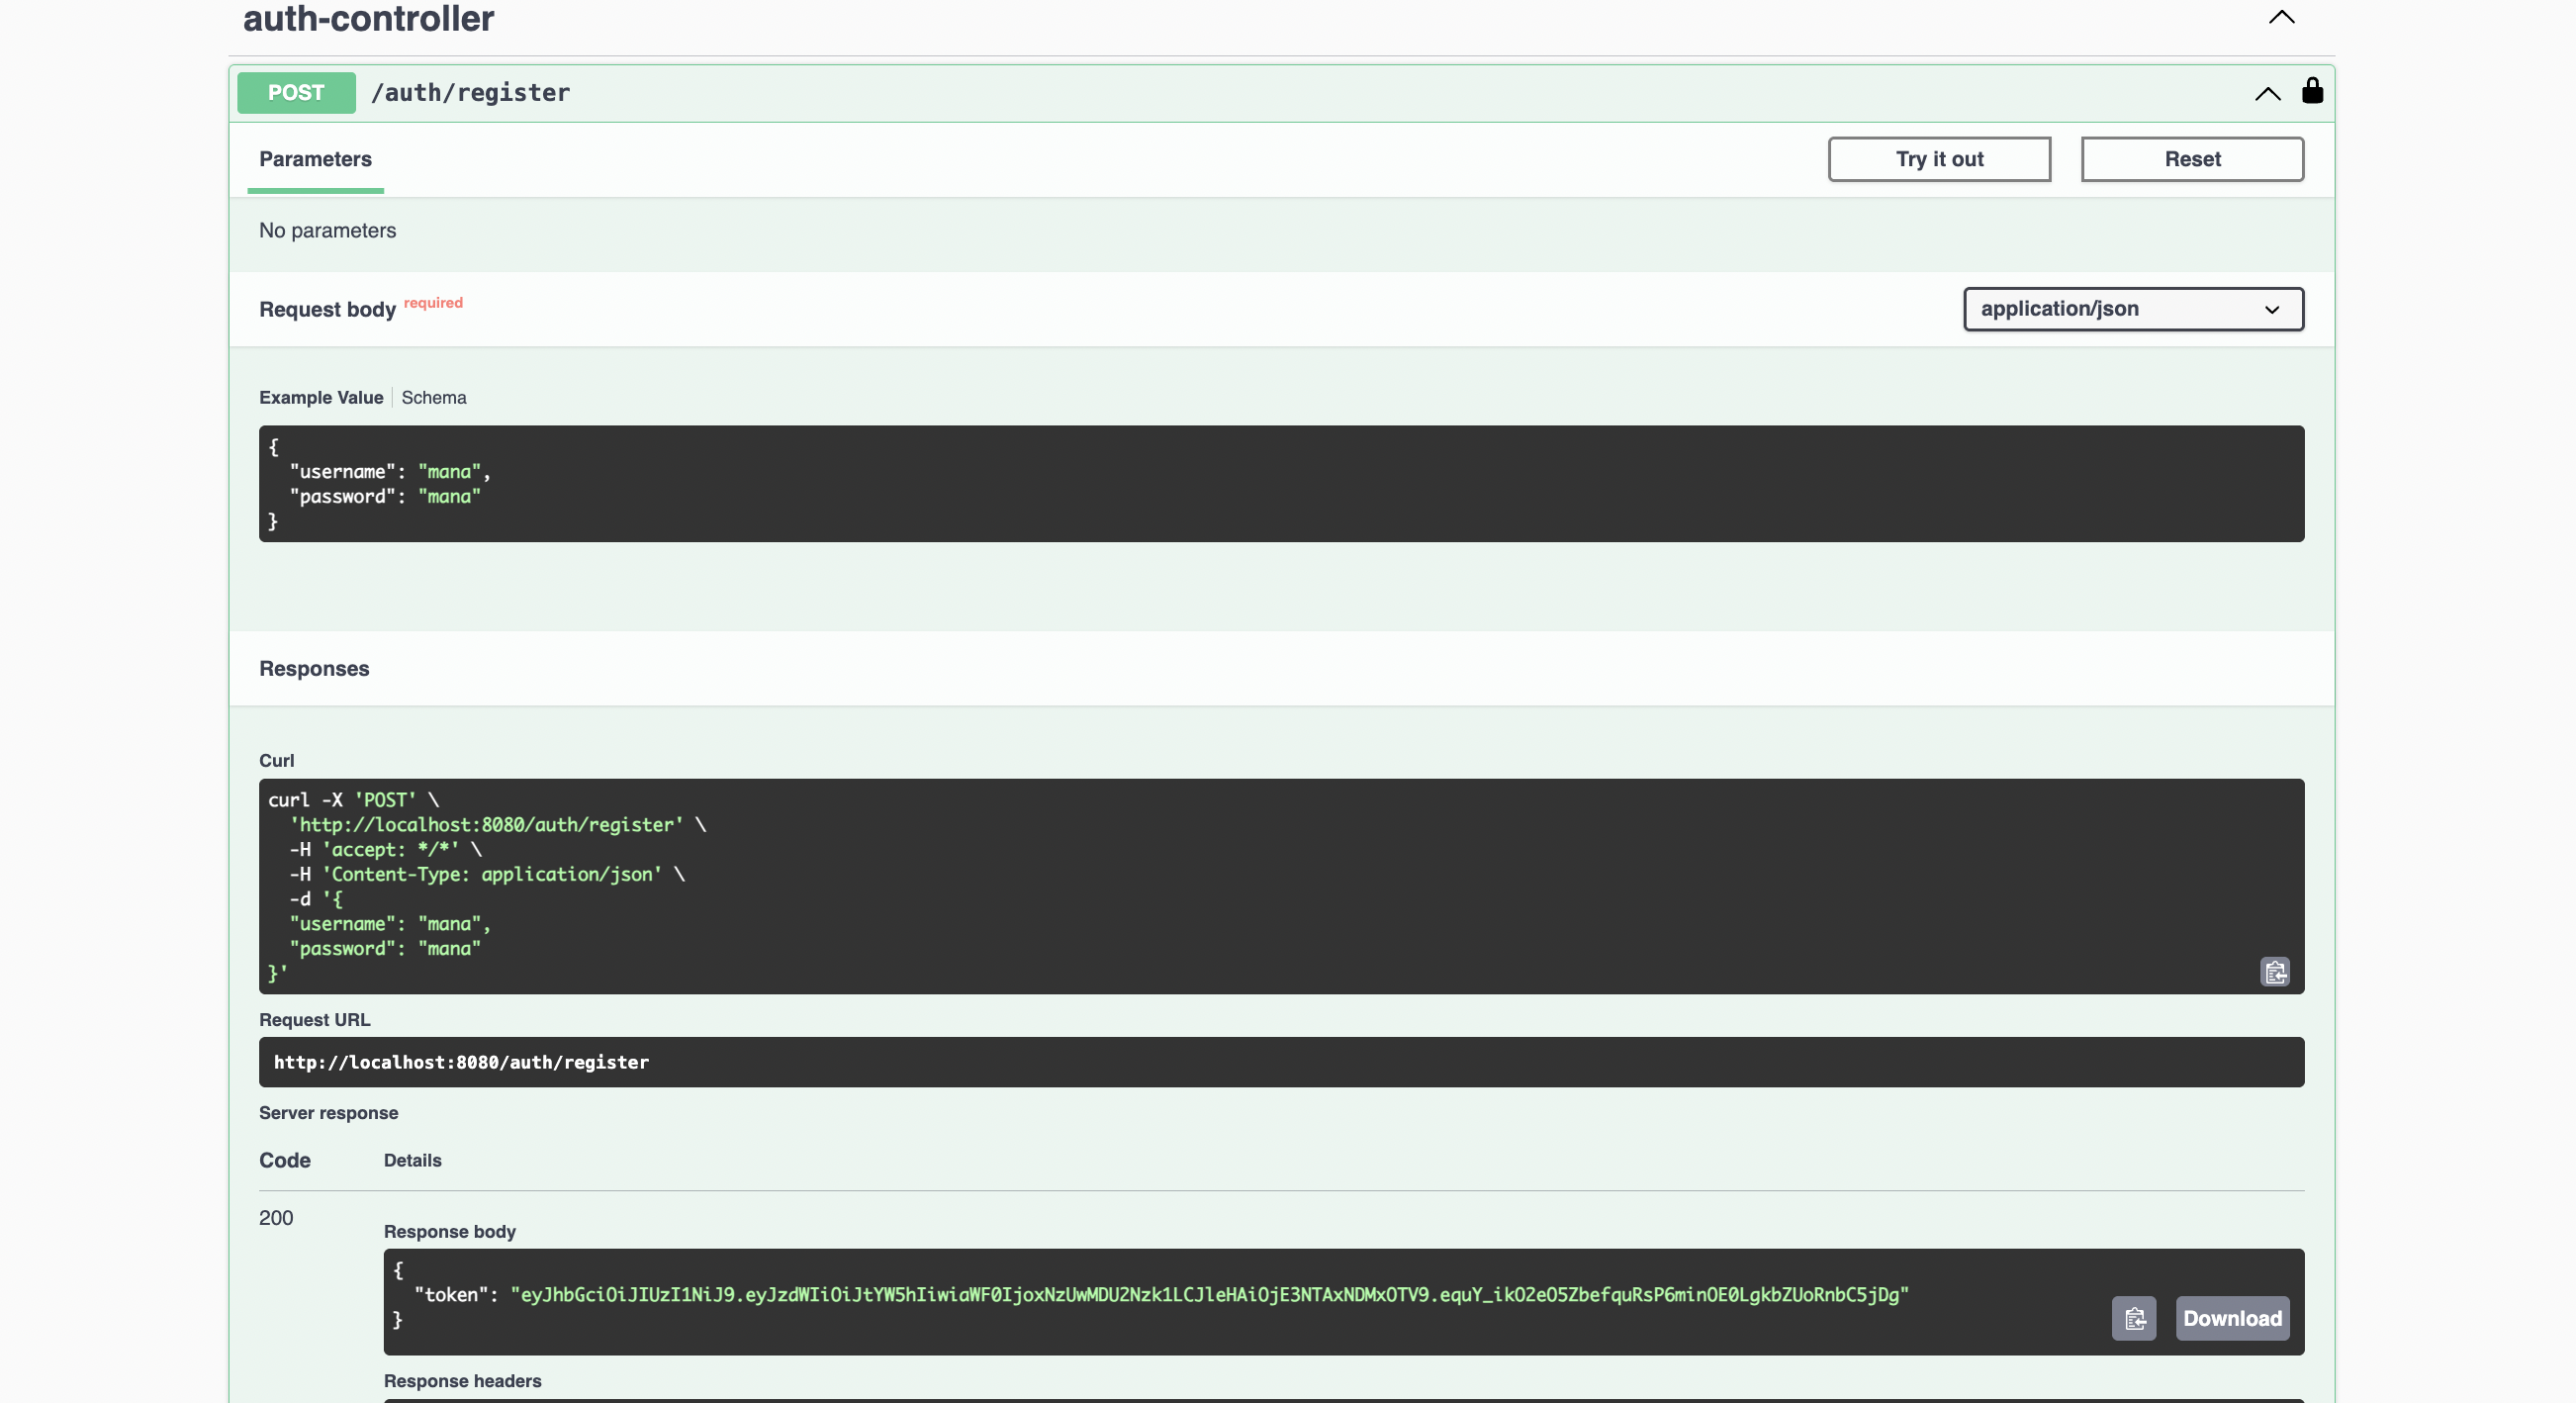 auth-controller
POST /auth/register
Parameters
Try it out
Reset
No parameters
Request body required
application/json
Example Value
Schema
{
  "username": "mana",
  "password": "mana"
}
Responses
Curl
curl -X 'POST' \
  'http://localhost:8080/auth/register' \
  -H 'accept: */*' \
  -H 'Content-Type: application/json' \
  -d '{
  "username": "mana",
  "password": "mana"
}'
Request URL
http://localhost:8080/auth/register
Server response
Code Details
200
Response body
{
  "token": "eyJhbGciOiJIUzI1NiJ9.eyJzdWIiOiJtYW5hIiwiaWF0IjoxNzUwMDU2Nzk1LCJleHAiOjE3NTAxNDMxOTV9.equY_ikO2eO5ZbefquRsP6minOE0LgkbZUoRnbC5jDg"
}
Download
Response headers